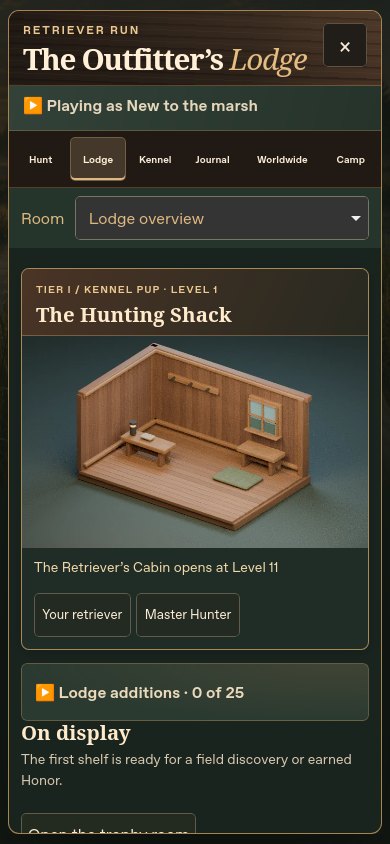 RETRIEVER RUN
The Outfitter’s Lodge
×
▶️ Playing as New to the marsh
Hunt Lodge Kennel Journal Worldwide Camp
Room Lodge overview
TIER I / KENNEL PUP · LEVEL 1
The Hunting Shack
The Retriever’s Cabin opens at Level 11
Your retriever Master Hunter
▶️ Lodge additions · 0 of 25
On display
The first shelf is ready for a field discovery or earned
Honor.
Open the trophy room